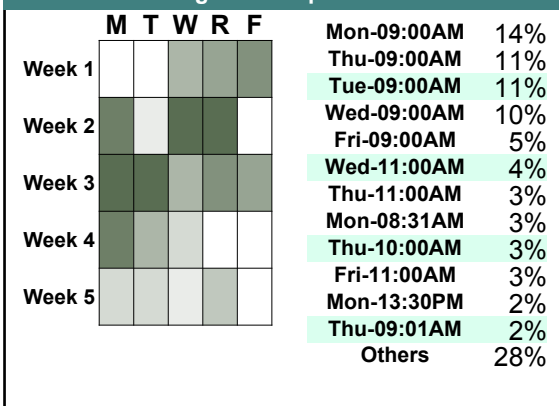 M T W R F
Week 1
Week 2
Week 3
Week 4
Week 5
Mon-09:00AM 14%
Thu-09:00AM 11%
Tue-09:00AM 11%
Wed-09:00AM 10%
Fri-09:00AM 5%
Wed-11:00AM 4%
Thu-11:00AM 3%
Mon-08:31AM 3%
Thu-10:00AM 3%
Fri-11:00AM 3%
Mon-13:30PM 2%
Thu-09:01AM 2%
Others 28%